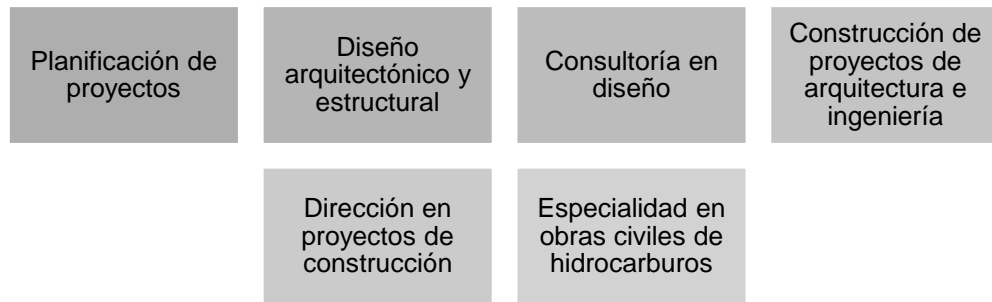 Planificación de
proyectos
Diseño
arquitectónico y
estructural
Consultoría en
diseño
Construcción de
proyectos de
arquitectura e
ingeniería
Dirección en
proyectos de
construcción
Especialidad en
obras civiles de
hidrocarburos